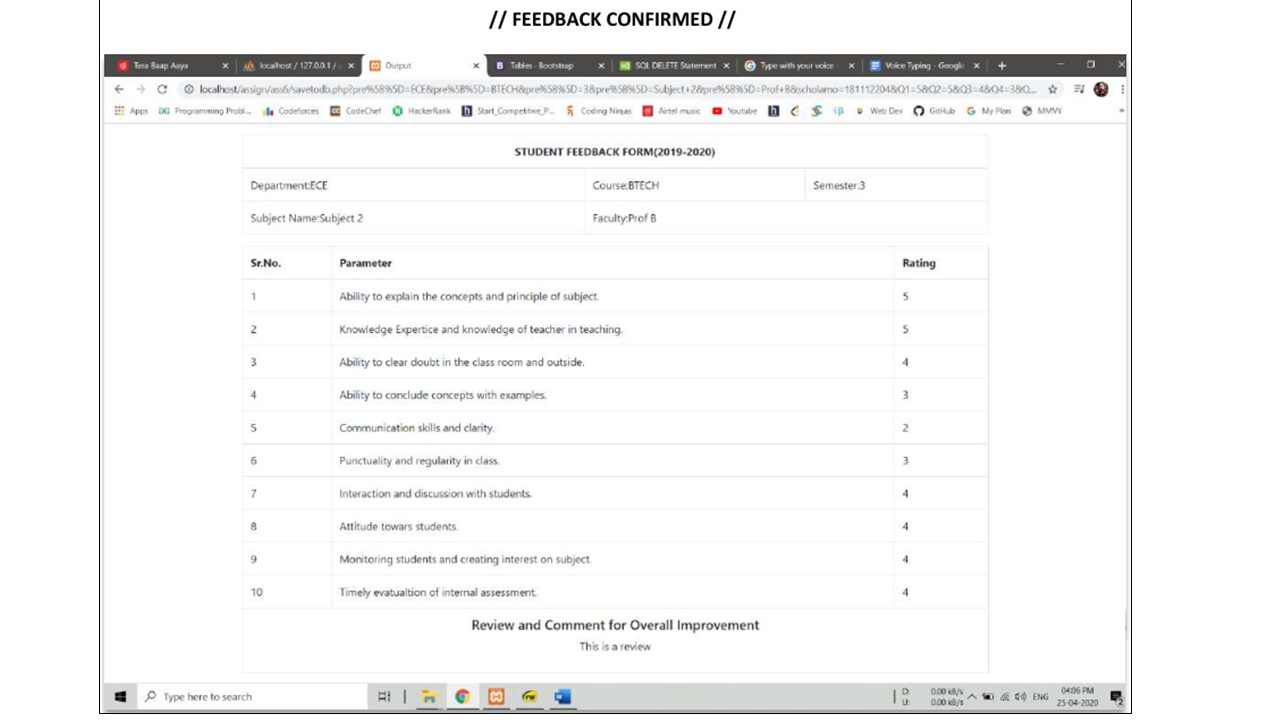 // FEEDBACK CONFIRMED //
Tera Baap Aaya localhost / 127.0.0.1 / Output Tables - Bootstrap SQL DELETE Statement Type with your voice - Voice Typing - Google
localhost/assign/ass6/savetodb.php?pre%5B%5D=ECE&pre%5B%5D=BTECH&pre%5B%5D=3&pre%5B%5D=Subject+2&pre%5B%5D=Prof+B&scholarno=181112204&Q1=5&Q2=5&Q3=4&Q4=3&Q...
Apps Programming Probl... Codeforces CodeChef HackerRank Start_Competitive_P... Coding Ninjas Airtel music Youtube Web Dev GitHub My Plan
STUDENT FEEDBACK FORM(2019-2020)
Department:ECE Course:BTECH Semester:3
Subject Name:Subject 2 Faculty:Prof B
Sr.No. Parameter Rating
1 Ability to explain the concepts and principle of subject. 5
2 Knowledge Expertice and knowledge of teacher in teaching. 5
3 Ability to clear doubt in the class room and outside. 4
4 Ability to conclude concepts with examples. 3
5 Communication skills and clarity. 2
6 Punctuality and regularity in class. 3
7 Interaction and discussion with students. 4
8 Attitude towars students. 4
9 Monitoring students and creating interest on subject. 4
10 Timely evatualtion of internal assessment. 4
Review and Comment for Overall Improvement
This is a review
Type here to search
D: 0.00 kB/s
U: 0.00 kB/s
ENG
04:06 PM
25-04-2020